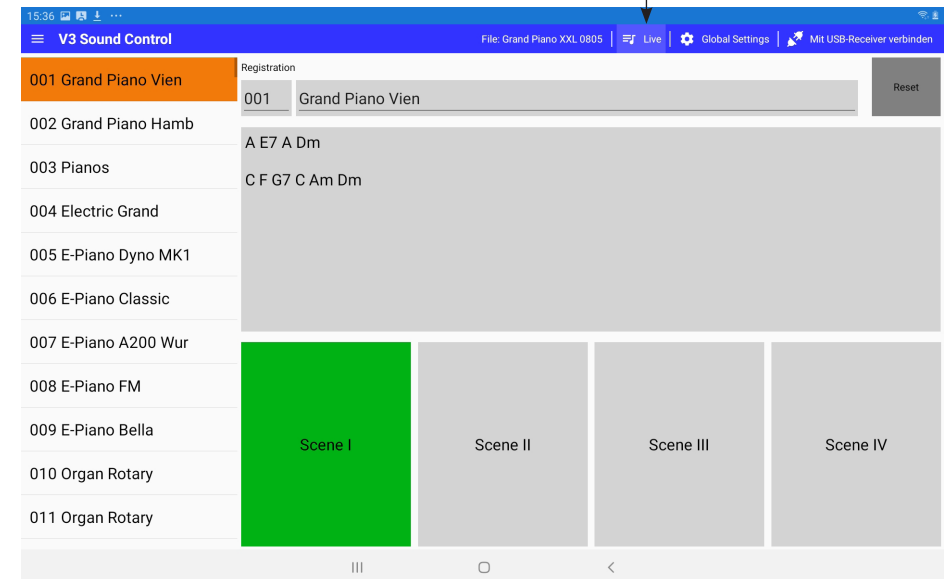 15:36
V3 Sound Control
File: Grand Piano XXL 0805
Live
Global Settings
Mit USB-Receiver verbinden
001 Grand Piano Vien
002 Grand Piano Hamb
003 Pianos
004 Electric Grand
005 E-Piano Dyno MK1
006 E-Piano Classic
007 E-Piano A200 Wur
008 E-Piano FM
009 E-Piano Bella
010 Organ Rotary
011 Organ Rotary
Registration
001
Grand Piano Vien
Reset
A E7 A Dm
C F G7 C Am Dm
Scene I
Scene II
Scene III
Scene IV